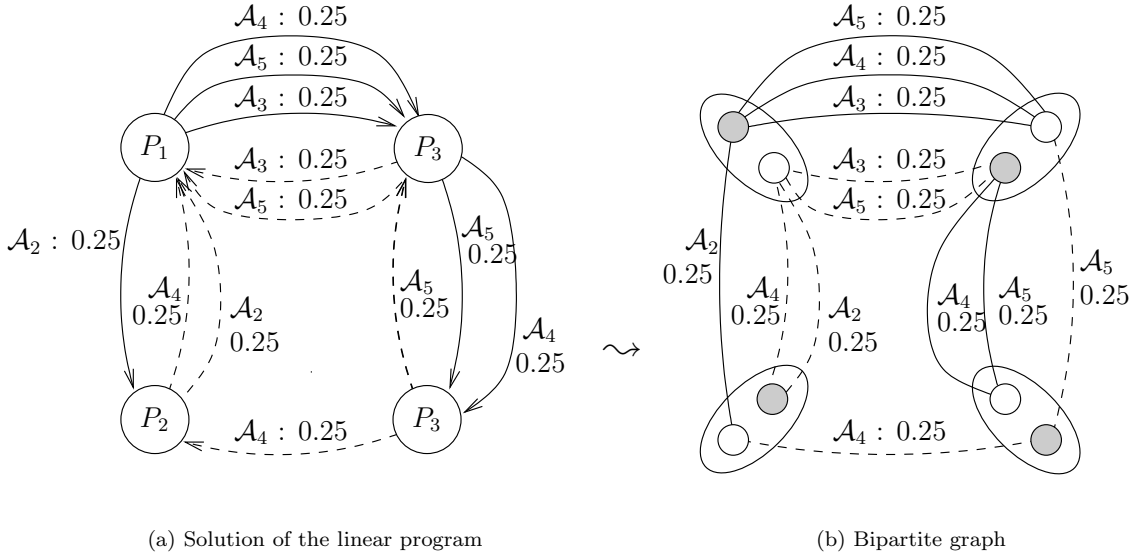 𝒜₄ : 0.25
𝒜₅ : 0.25
𝒜₃ : 0.25
P₁
P₃
𝒜₃ : 0.25
𝒜₅ : 0.25
𝒜₂ : 0.25
𝒜₄
0.25
𝒜₂
0.25
𝒜₅
0.25
𝒜₅
0.25
𝒜₄
0.25
P₂
P₃
𝒜₄ : 0.25
(a) Solution of the linear program
⇝
𝒜₅ : 0.25
𝒜₄ : 0.25
𝒜₃ : 0.25
𝒜₃ : 0.25
𝒜₅ : 0.25
𝒜₂
0.25
𝒜₄
0.25
𝒜₂
0.25
𝒜₄
0.25
𝒜₅
0.25
𝒜₅
0.25
𝒜₄ : 0.25
(b) Bipartite graph